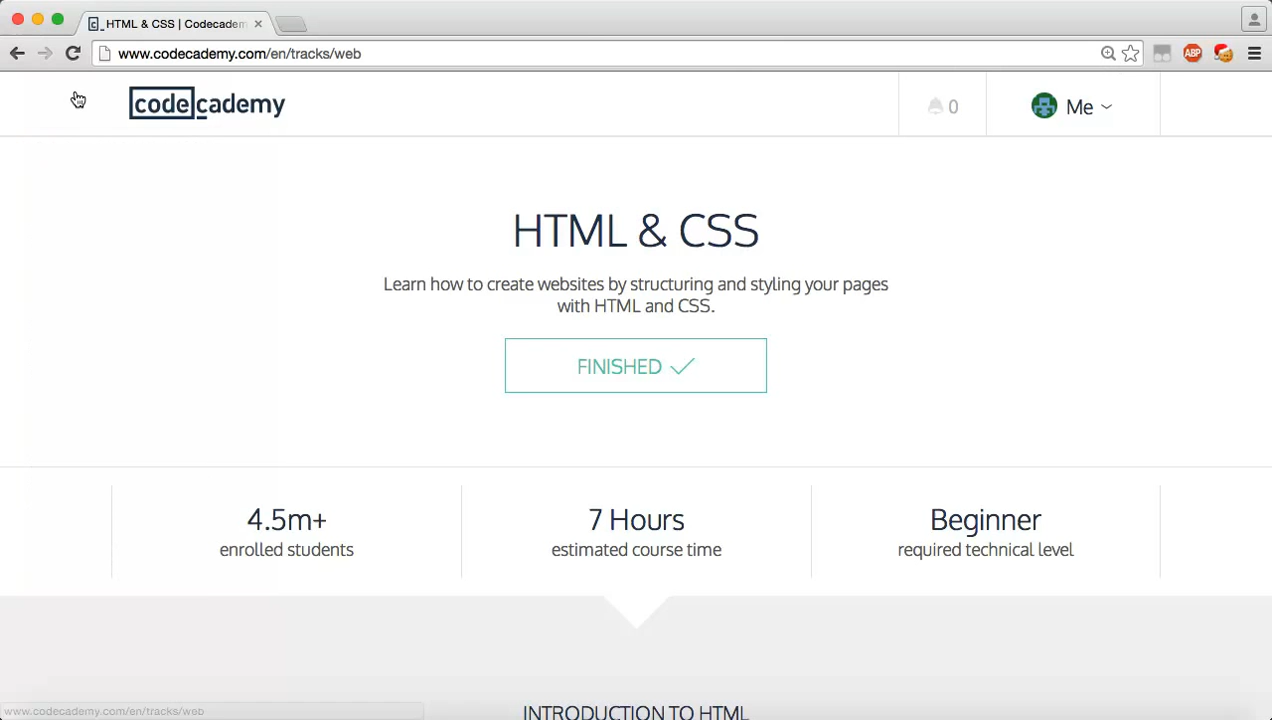 HTML & CSS | Codecadem
www.codecademy.com/en/tracks/web
ABP
codecademy
0
Me
HTML & CSS
Learn how to create websites by structuring and styling your pages
with HTML and CSS.
FINISHED
4.5m+
enrolled students
7 Hours
estimated course time
Beginner
required technical level
INTRODUCTION TO HTML
www.codecademy.com/en/tracks/web